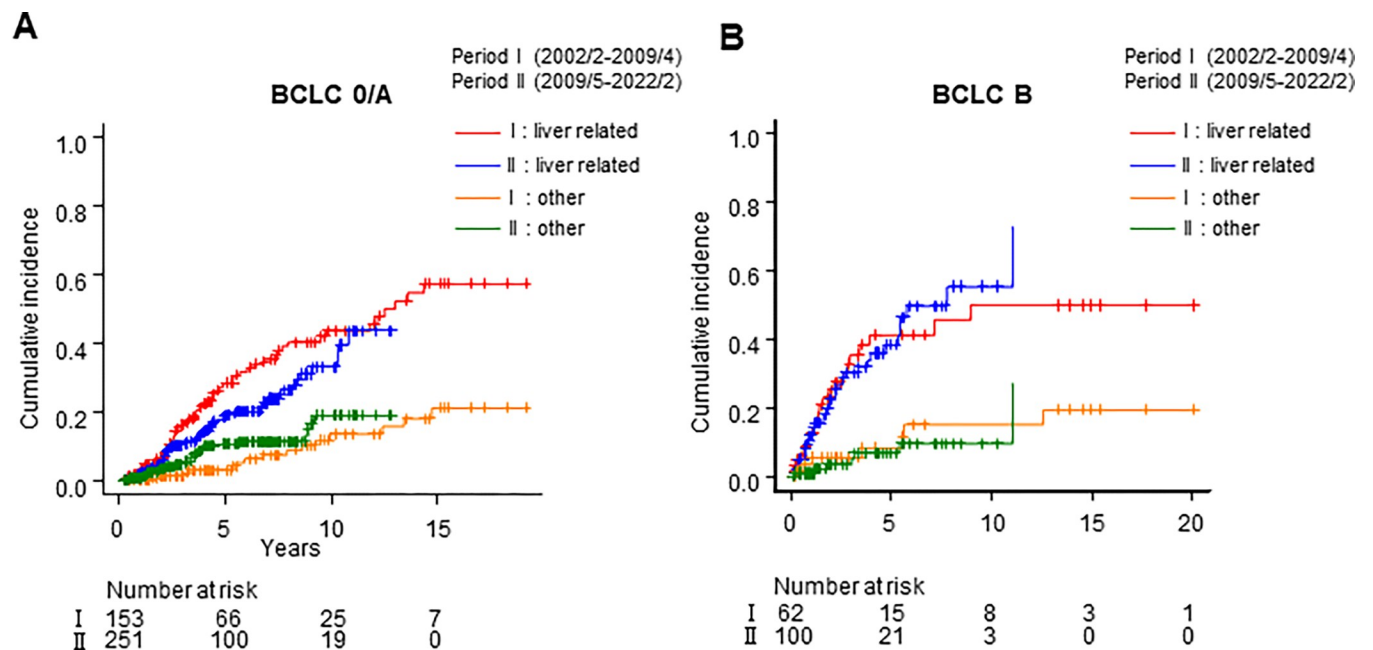 A
Period I (2002/2-2009/4)
Period II (2009/5-2022/2)
BCLC 0/A
I : liver related
II : liver related
I : other
II : other
Cumulative incidence
1.0
0.8
0.6
0.4
0.2
0.0
0 5 10 15
Years
Number at risk
I 153 66 25 7
II 251 100 19 0
B
Period I (2002/2-2009/4)
Period II (2009/5-2022/2)
BCLC B
I : liver related
II : liver related
I : other
II : other
Cumulative incidence
1.0
0.8
0.6
0.4
0.2
0.0
0 5 10 15 20
Number at risk
I 62 15 8 3 1
II 100 21 3 0 0